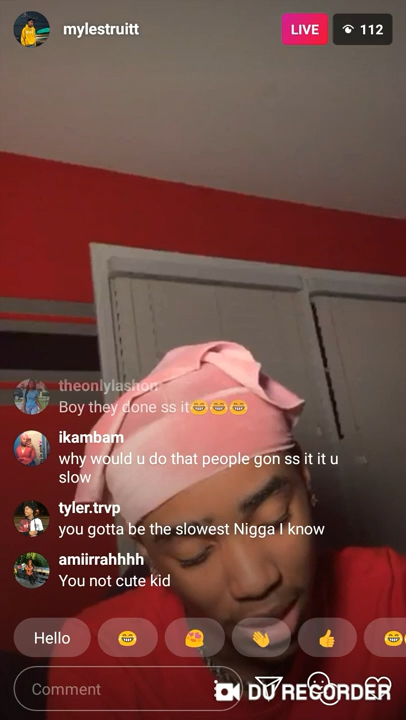 mylestruitt
LIVE
112
theonlylashon
Boy they done ss it😂😂😂
ikambam
why would u do that people gon ss it it u
slow
tyler.trvp
you gotta be the slowest Nigga I know
amiirrahhhh
You not cute kid
Hello
😂 😍 👏 👍 😂
Comment
DU RECORDER